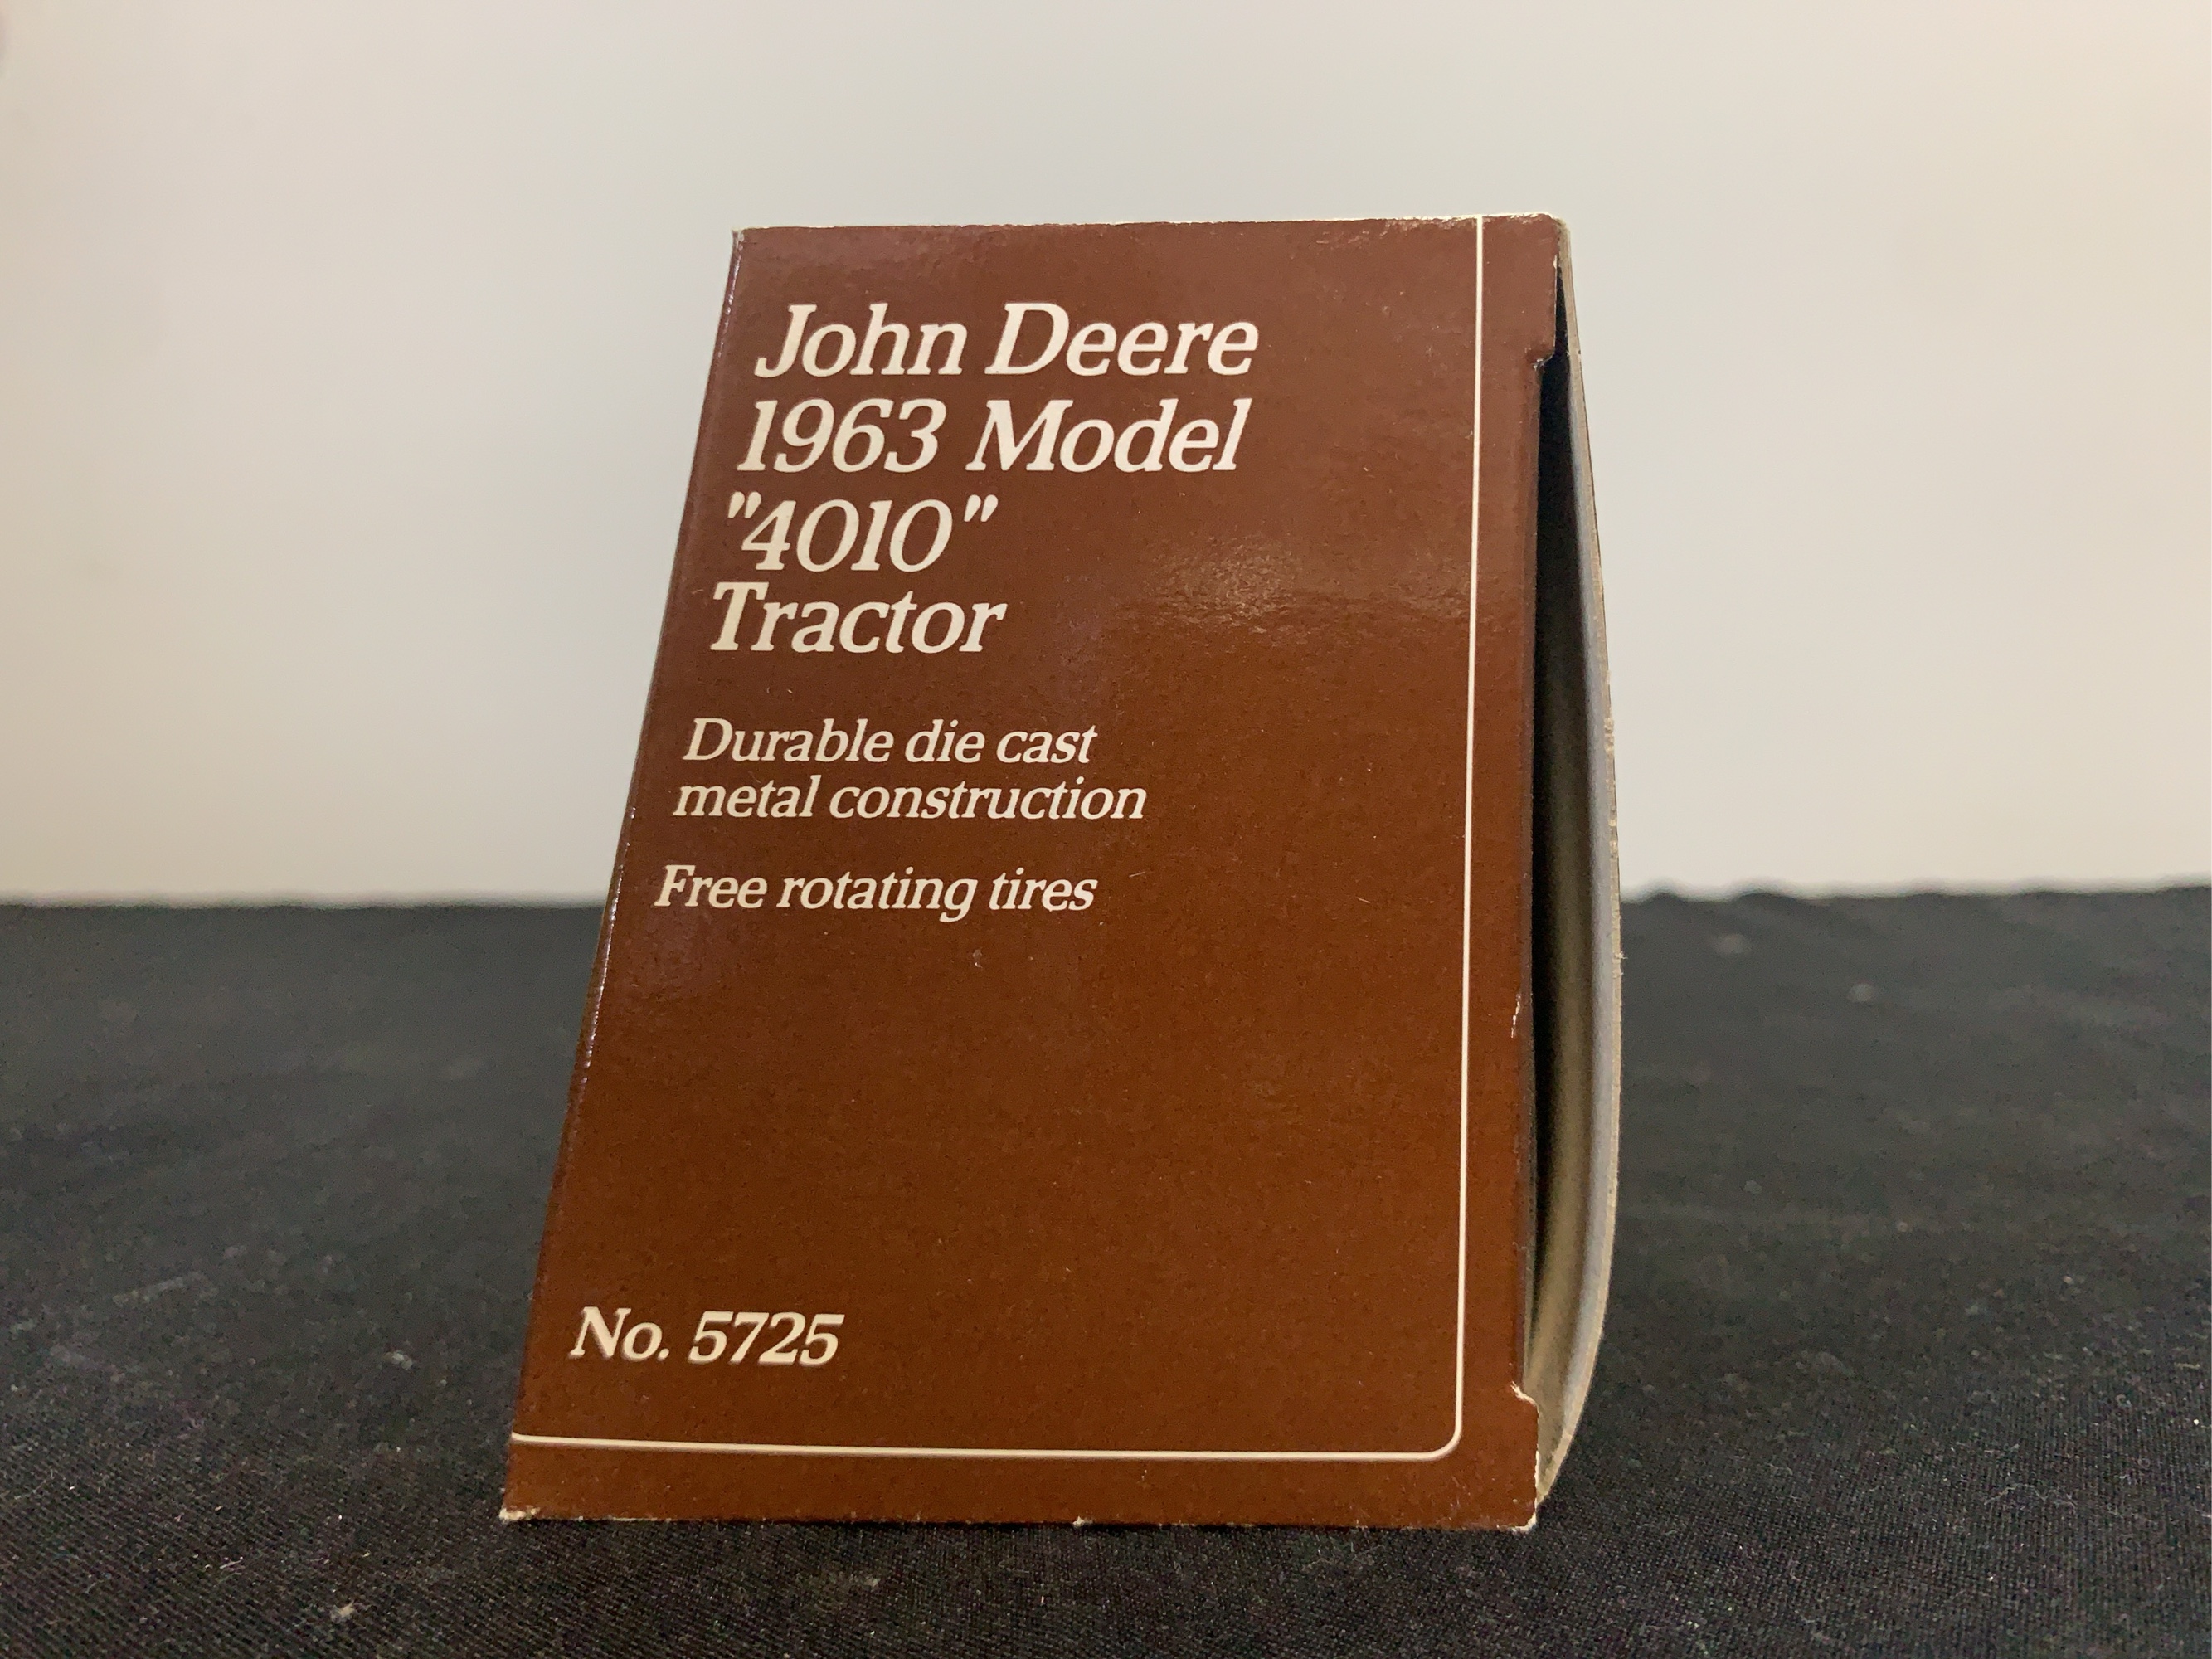 John Deere
1963 Model
"4010"
Tractor
Durable die cast
metal construction
Free rotating tires
No. 5725